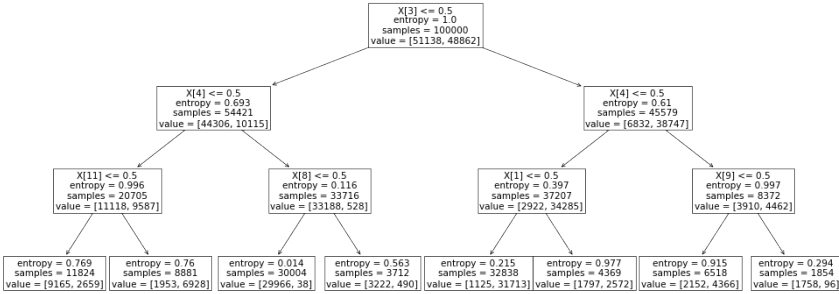 X[3] <= 0.5
entropy = 1.0
samples = 100000
value = [51138, 48862]
X[4] <= 0.5
entropy = 0.693
samples = 54421
value = [44306, 10115]
X[4] <= 0.5
entropy = 0.61
samples = 45579
value = [6832, 38747]
X[11] <= 0.5
entropy = 0.996
samples = 20705
value = [11118, 9587]
X[8] <= 0.5
entropy = 0.116
samples = 33716
value = [33188, 528]
X[1] <= 0.5
entropy = 0.397
samples = 37207
value = [2922, 34285]
X[9] <= 0.5
entropy = 0.997
samples = 8372
value = [3910, 4462]
entropy = 0.769
samples = 11824
value = [9165, 2659]
entropy = 0.76
samples = 8881
value = [1953, 6928]
entropy = 0.014
samples = 30004
value = [29966, 38]
entropy = 0.563
samples = 3712
value = [3222, 490]
entropy = 0.215
samples = 32838
value = [1125, 31713]
entropy = 0.977
samples = 4369
value = [1797, 2572]
entropy = 0.915
samples = 6518
value = [2152, 4366]
entropy = 0.294
samples = 1854
value = [1758, 96]